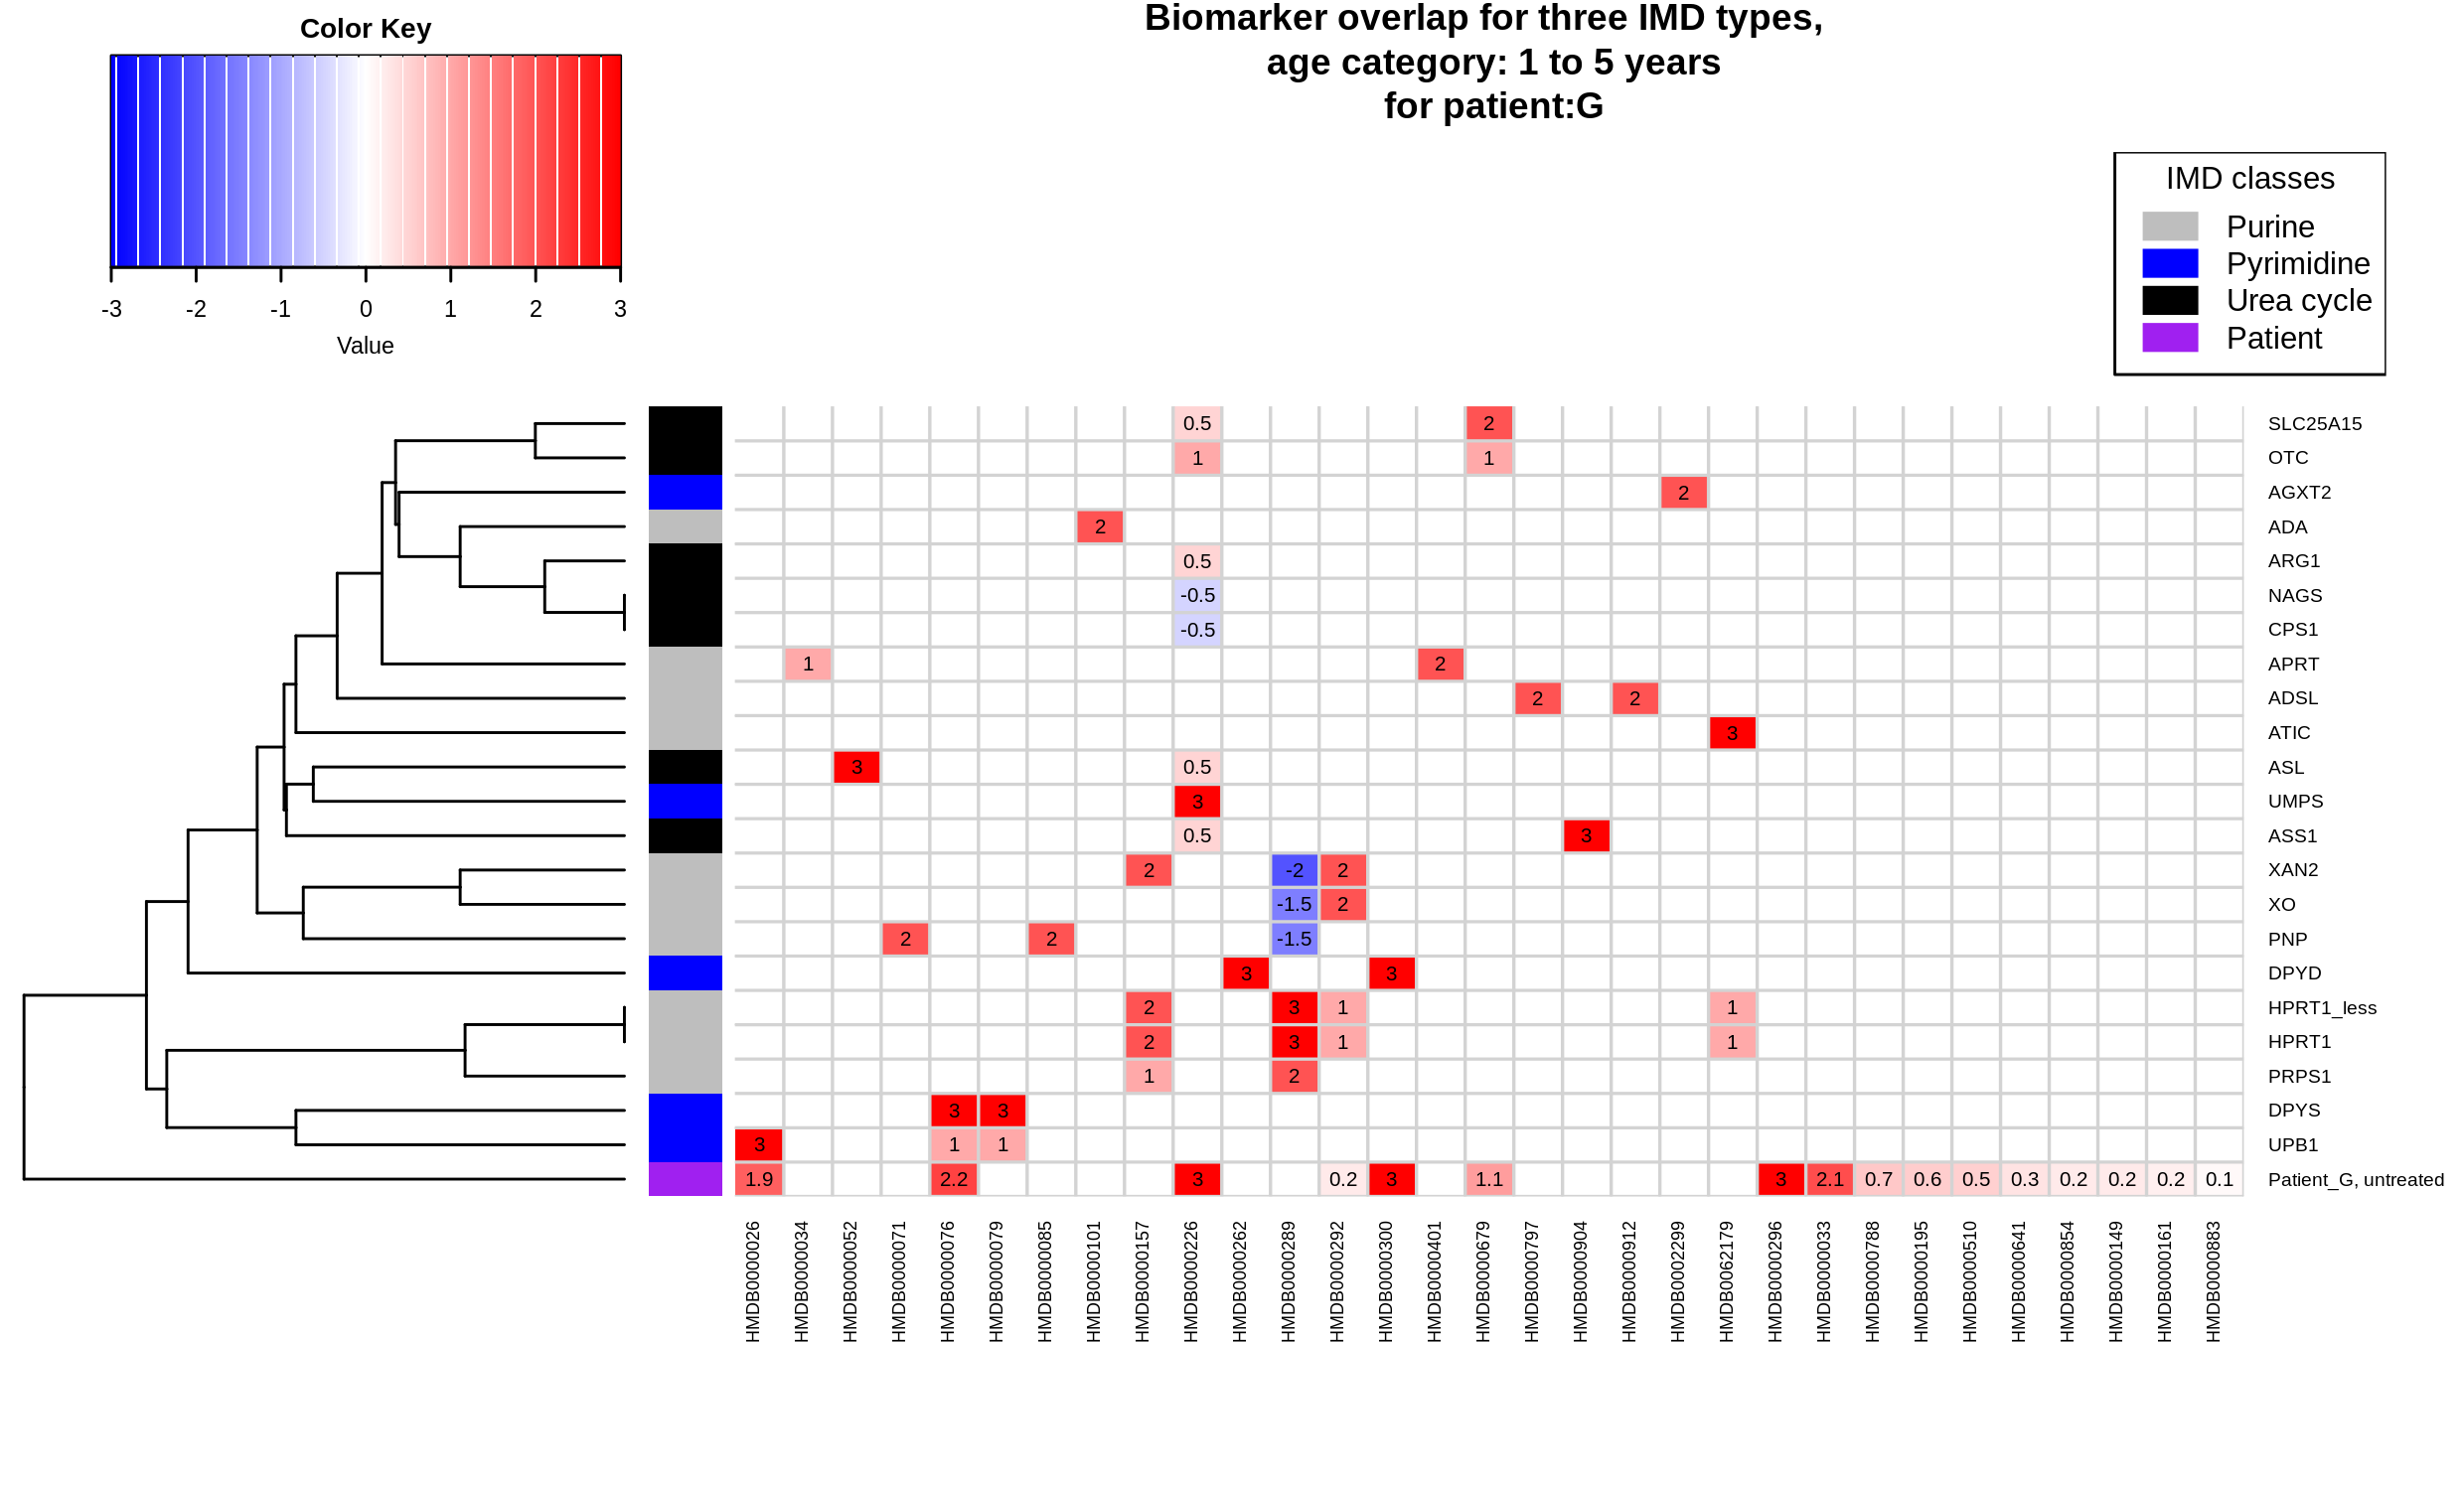 Color Key
-3 -2 -1 0 1 2 3
Value
Biomarker overlap for three IMD types,
age category: 1 to 5 years
for patient:G
IMD classes
Purine
Pyrimidine
Urea cycle
Patient
0.5 2 SLC25A15
1 1 OTC
2 AGXT2
2 ADA
0.5 ARG1
-0.5 NAGS
-0.5 CPS1
1 2 APRT
2 2 ADSL
3 ATIC
3 0.5 ASL
3 UMPS
0.5 3 ASS1
2 -2 2 XAN2
-1.5 2 XO
2 2 -1.5 PNP
3 3 DPYD
2 3 1 1 HPRT1_less
2 3 1 1 HPRT1
1 2 PRPS1
3 3 DPYS
3 1 1 UPB1
1.9 2.2 3 0.2 3 1.1 3 2.1 0.7 0.6 0.5 0.3 0.2 0.2 0.2 0.1 Patient_G, untreated
HMDB0000026
HMDB0000034
HMDB0000052
HMDB0000071
HMDB0000076
HMDB0000079
HMDB0000085
HMDB0000101
HMDB0000157
HMDB0000226
HMDB0000262
HMDB0000289
HMDB0000292
HMDB0000300
HMDB0000401
HMDB0000679
HMDB0000797
HMDB0000904
HMDB0000912
HMDB0002299
HMDB0062179
HMDB0000296
HMDB0000033
HMDB0000788
HMDB0000195
HMDB0000510
HMDB0000641
HMDB0000854
HMDB0000149
HMDB0000161
HMDB0000883